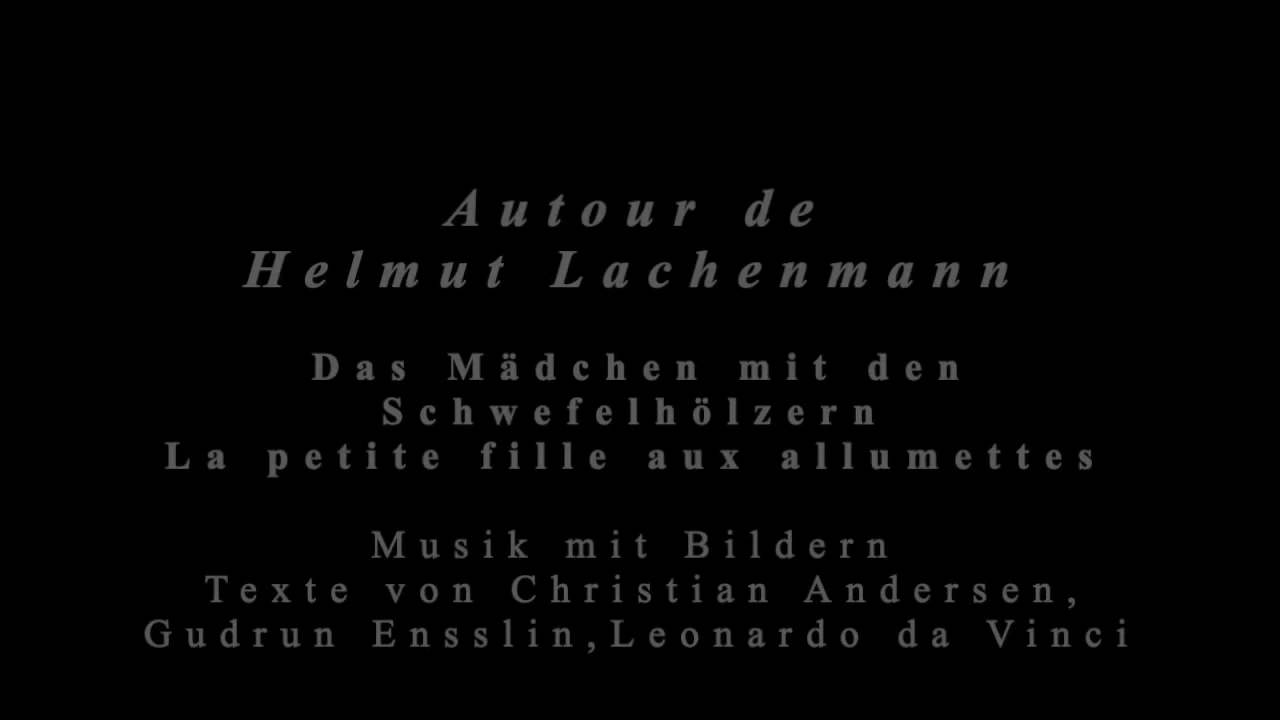 Autour de
Helmut Lachenmann
Das Mädchen mit den
Schwefelhölzern
La petite fille aux allumettes
Musik mit Bildern
Texte von Christian Andersen,
Gudrun Ensslin,Leonardo da Vinci